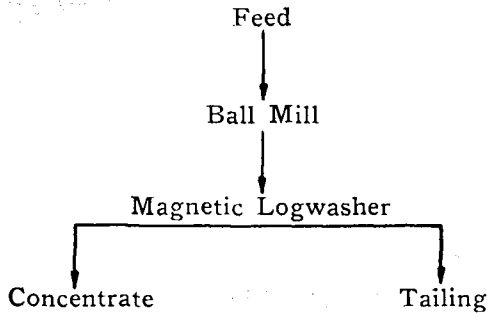 Feed
Ball Mill
Magnetic Logwasher
Concentrate
Tailing